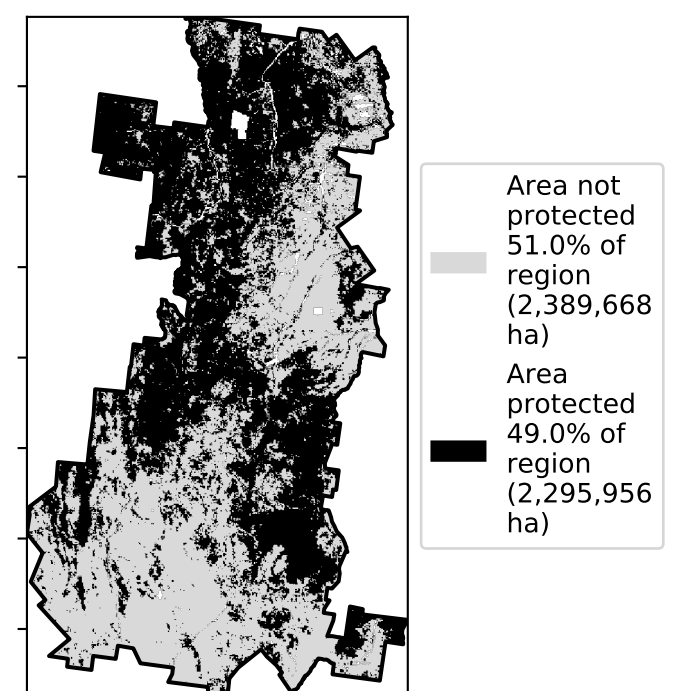 Area not
protected
51.0% of
region
(2,389,668
ha)
Area
protected
49.0% of
region
(2,295,956
ha)